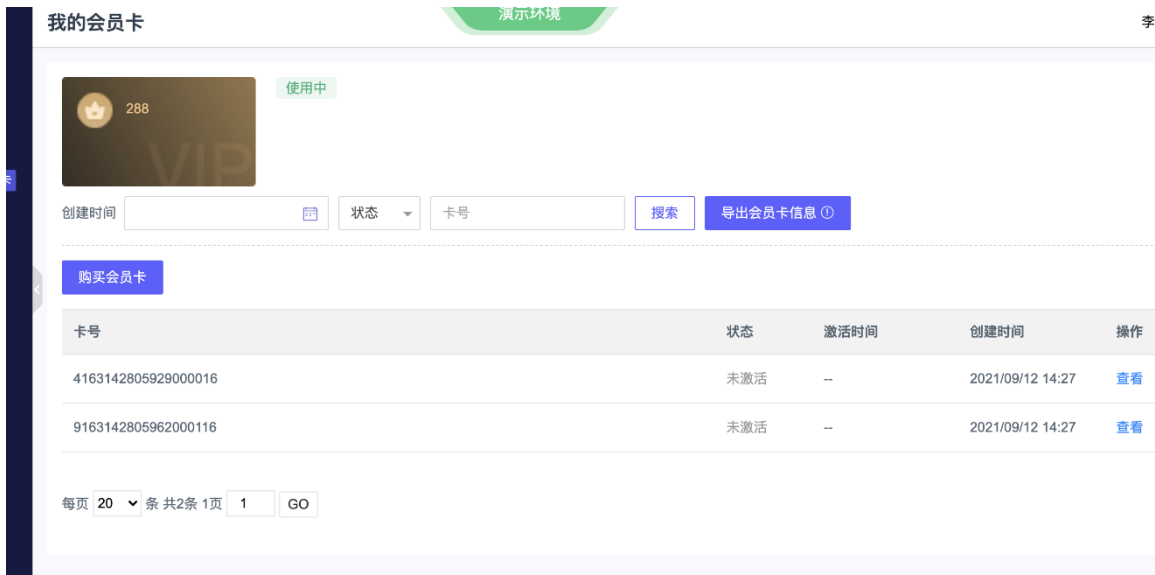 我的会员卡
演示环境
李
288
VIP
使用中
卡
创建时间 状态 卡号 搜索 导出会员卡信息
购买会员卡
卡号 状态 激活时间 创建时间 操作
4163142805929000016 未激活 -- 2021/09/12 14:27 查看
9163142805962000116 未激活 -- 2021/09/12 14:27 查看
每页 20 条 共2条 1页 1 GO